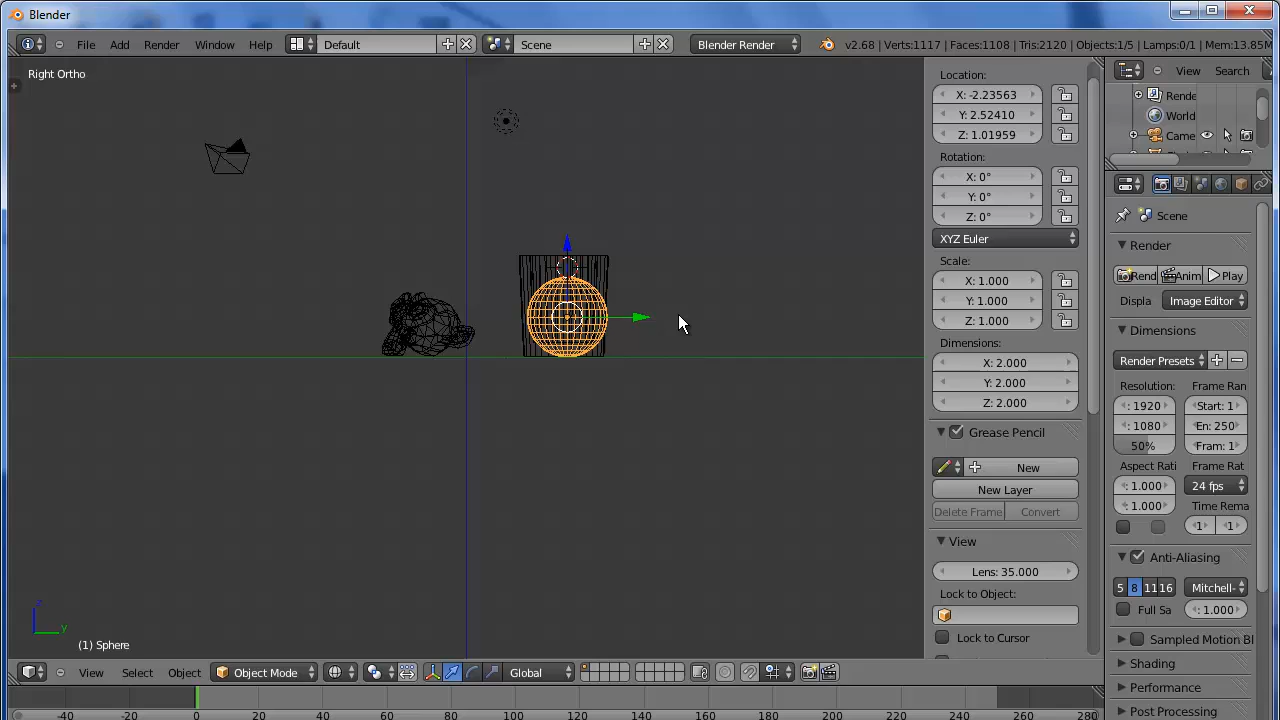 Blender
File Add Render Window Help Default Scene Blender Render v2.68 | Verts:1117 | Faces:1108 | Tris:2120 | Objects:1/5 | Lamps:0/1 | Mem:13.85M
Right Ortho
Location:
X: -2.23563
Y: 2.52410
Z: 1.01959
Rotation:
X: 0°
Y: 0°
Z: 0°
XYZ Euler
Scale:
X: 1.000
Y: 1.000
Z: 1.000
Dimensions:
X: 2.000
Y: 2.000
Z: 2.000
Grease Pencil
New
New Layer
Delete Frame Convert
View
Lens: 35.000
Lock to Object:
Lock to Cursor
View Search
Rende
World
Came
Scene
Render
Rend Anim Play
Displa Image Editor
Dimensions
Render Presets
Resolution: Frame Ran
: 1920 Start: 1
: 1080 En: 250
50% Fram: 1
Aspect Rati Frame Rat
: 1.000 24 fps
: 1.000 Time Rema
1 1
Anti-Aliasing
5 8 11 16 Mitchell-
Full Sa : 1.000
Sampled Motion Bl
Shading
Performance
Post Processing
z
y
(1) Sphere
View Select Object Object Mode Global
-40 -20 0 20 40 60 80 100 120 140 160 180 200 220 240 260 280